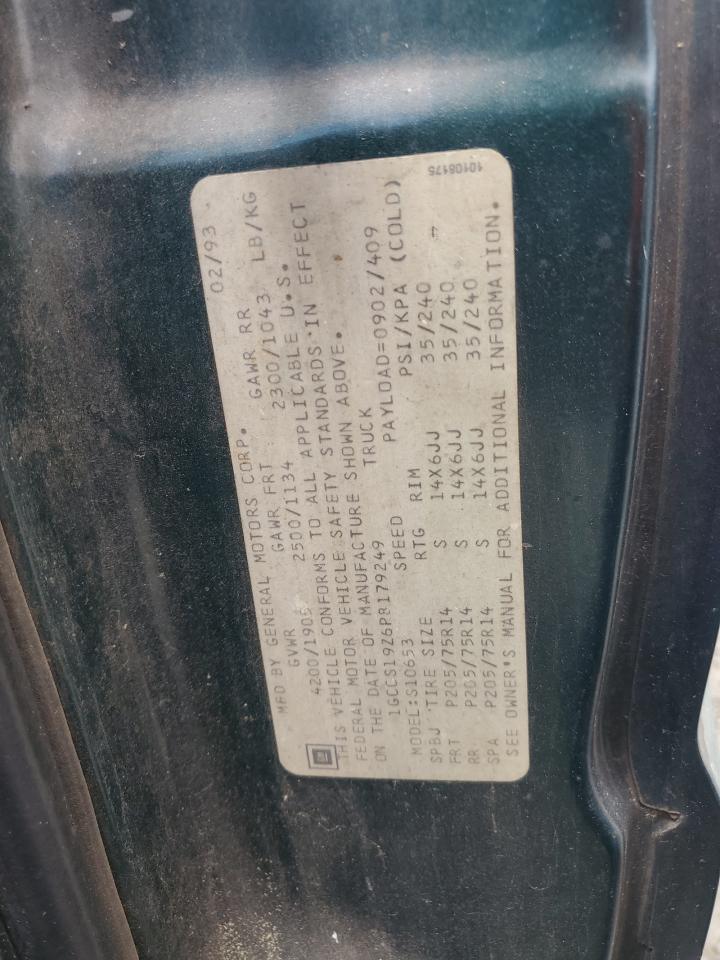 MFD BY GENERAL MOTORS CORP. 02/93
GVWR GAWR FRT GAWR RR
4200/1905 2500/1134 2300/1043 LB/KG
THIS VEHICLE CONFORMS TO ALL APPLICABLE U.S.
FEDERAL MOTOR VEHICLE SAFETY STANDARDS IN EFFECT
ON THE DATE OF MANUFACTURE SHOWN ABOVE.
1GCCS19Z6P8179249 TRUCK
MODEL:S10653 PAYLOAD=0902/409
SPBJ TIRE SIZE SPEED RTG RIM PSI/KPA (COLD)
FRT P205/75R14 S 14X6JJ 35/240
RR P205/75R14 S 14X6JJ 35/240
SPA P205/75R14 S 14X6JJ 35/240
SEE OWNER'S MANUAL FOR ADDITIONAL INFORMATION.
10108175
GM